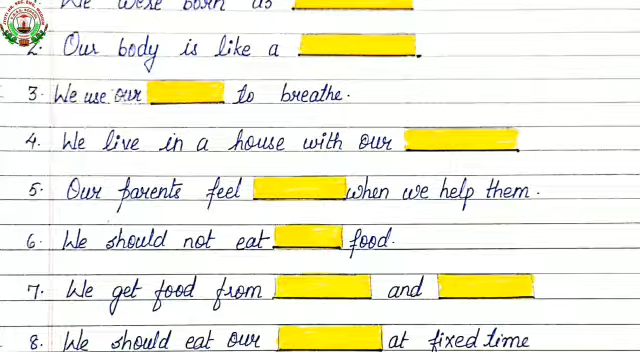 We were born as
2. Our body is like a .
3. We use our to breathe.
4. We live in a house with our
5. Our parents feel when we help them.
6. We should not eat food.
7. We get food from and
8. We should eat our at fixed time